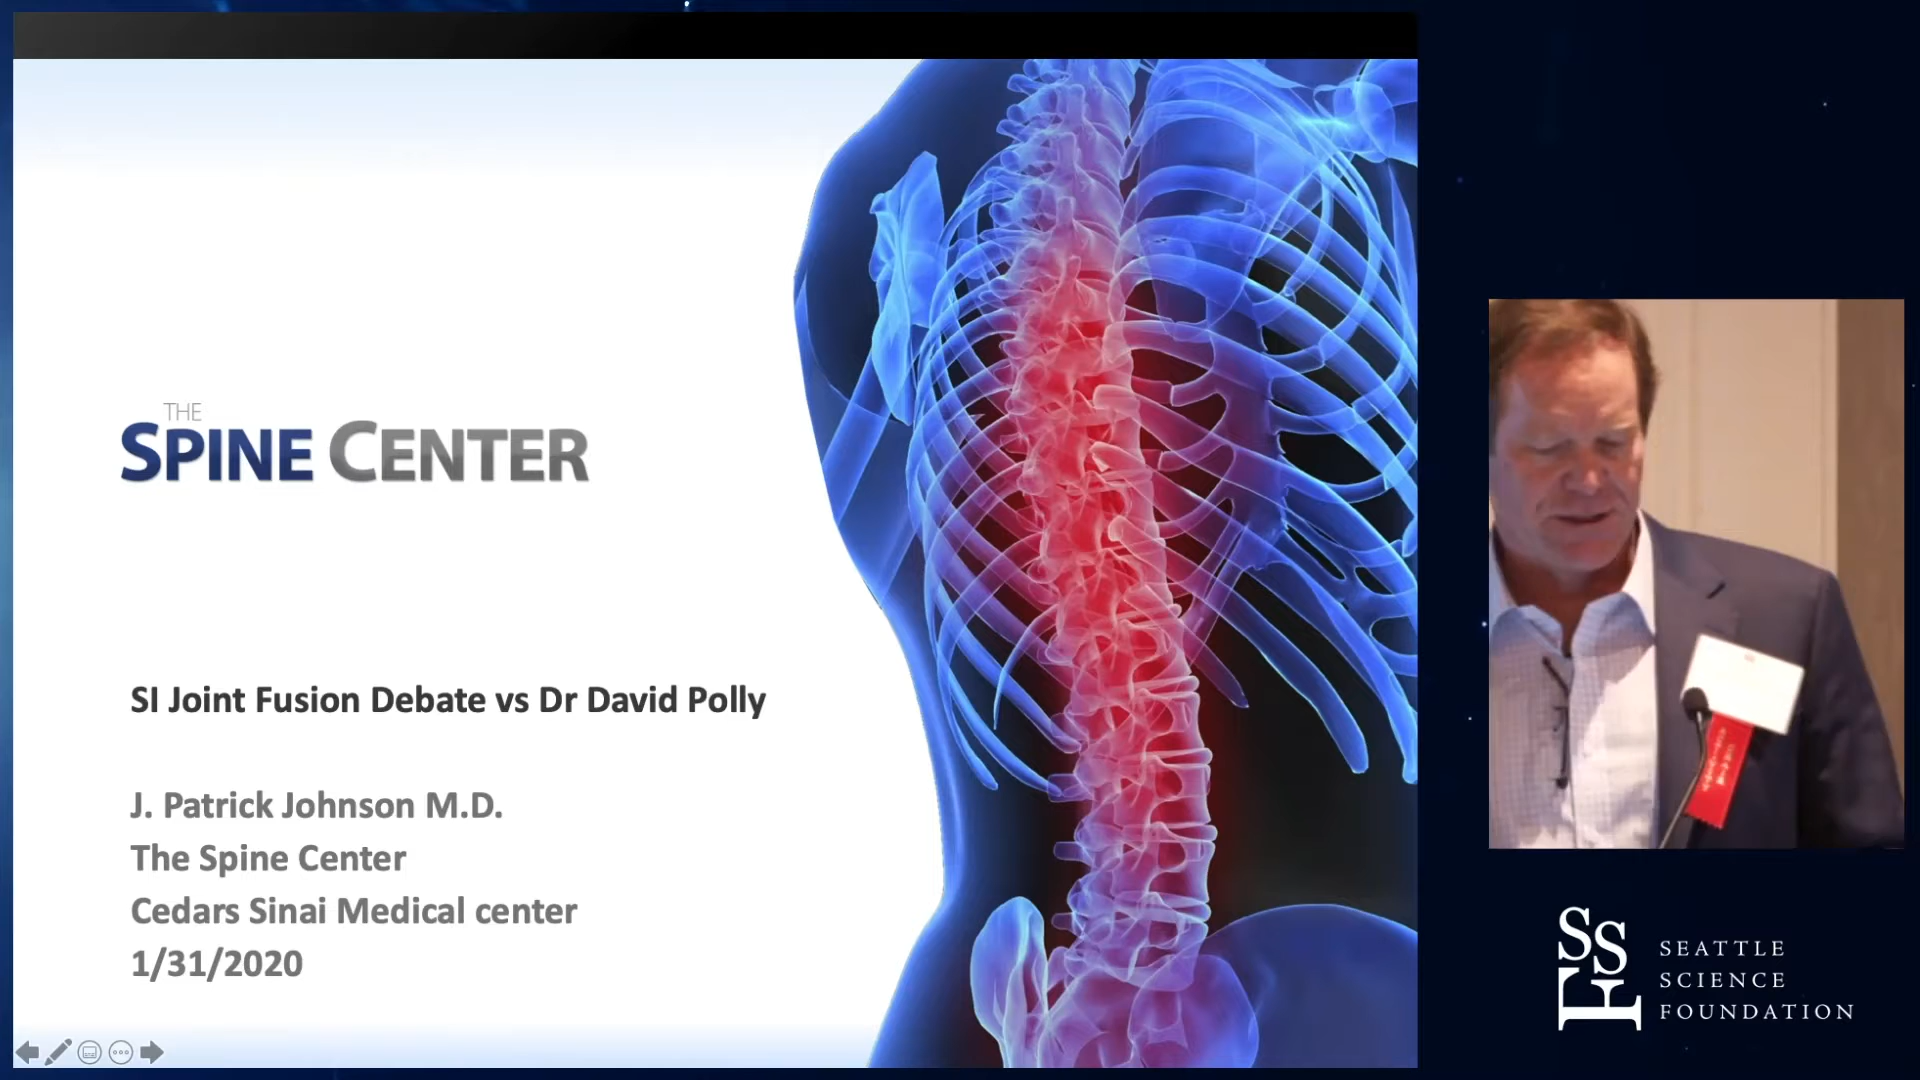 THE
SPINE CENTER
SI Joint Fusion Debate vs Dr David Polly
J. Patrick Johnson M.D.
The Spine Center
Cedars Sinai Medical center
1/31/2020
SSF
SEATTLE
SCIENCE
FOUNDATION